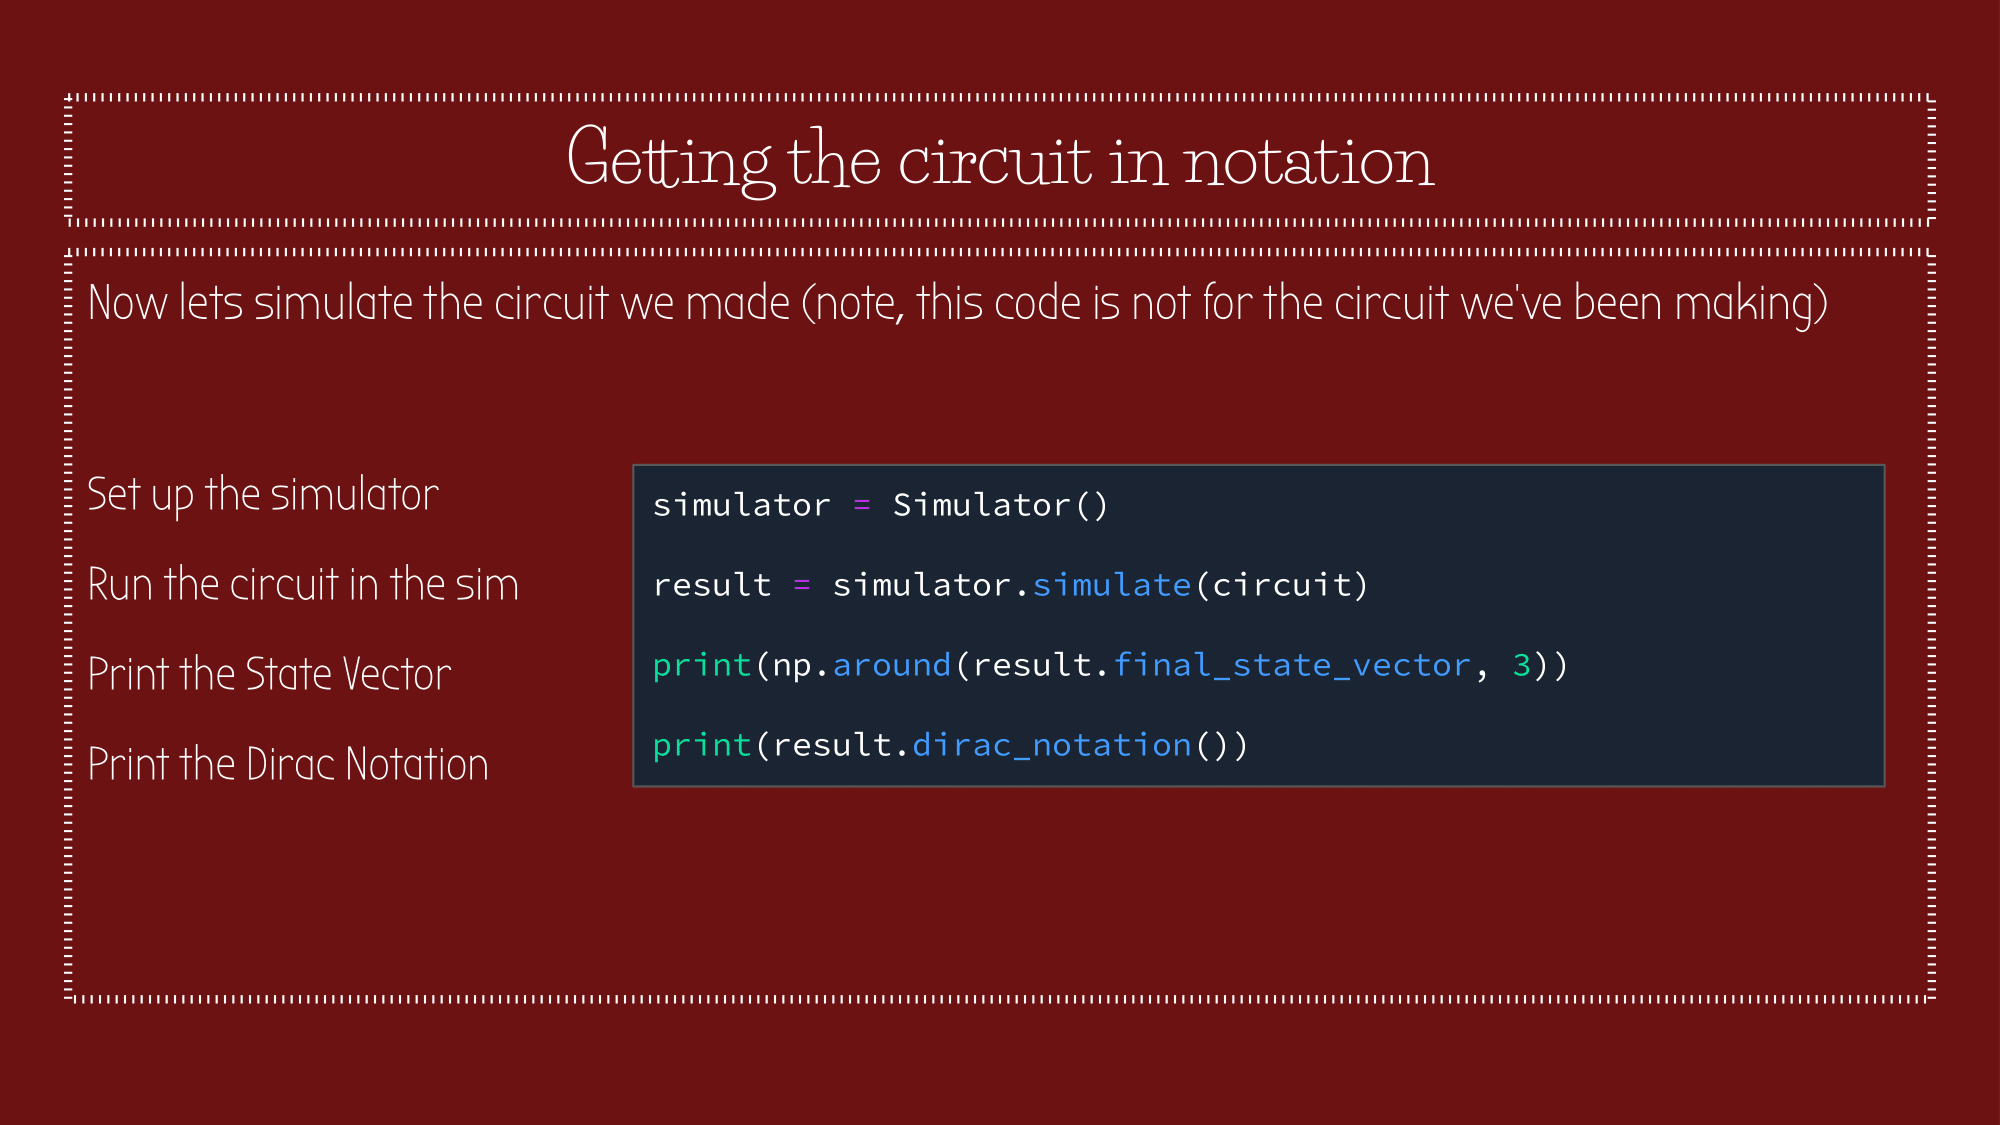 Getting the circuit in notation
Now lets simulate the circuit we made (note, this code is not for the circuit we've been making)
Set up the simulator
Run the circuit in the sim
Print the State Vector
Print the Dirac Notation
simulator = Simulator()
result = simulator.simulate(circuit)
print(np.around(result.final_state_vector, 3))
print(result.dirac_notation())